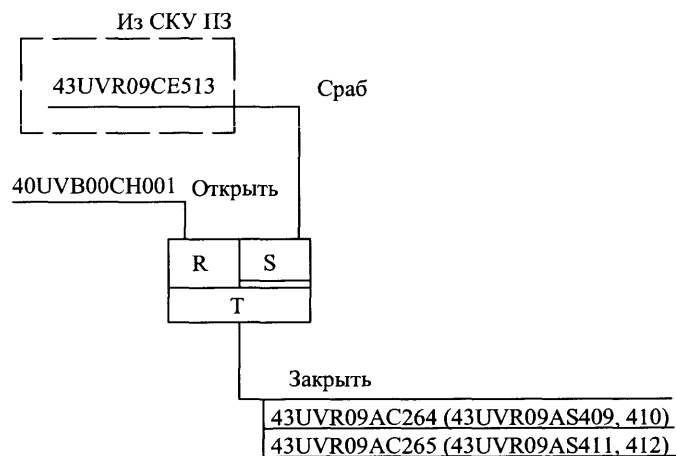 Из СКУ ПЗ
43UVR09CE513
Сраб
40UVB00CH001 Открыть
R S
T
Закрыть
43UVR09AC264 (43UVR09AS409, 410)
43UVR09AC265 (43UVR09AS411, 412)